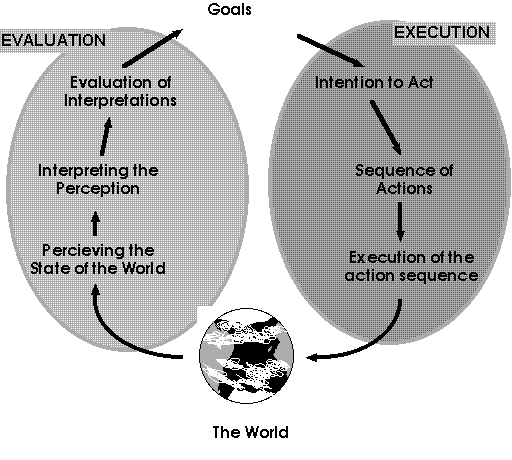 Goals
EVALUATION
EXECUTION
Evaluation of
Interpretations
Intention to Act
Interpreting the
Perception
Sequence of
Actions
Percieving the
State of the World
Execution of the
action sequence
The World